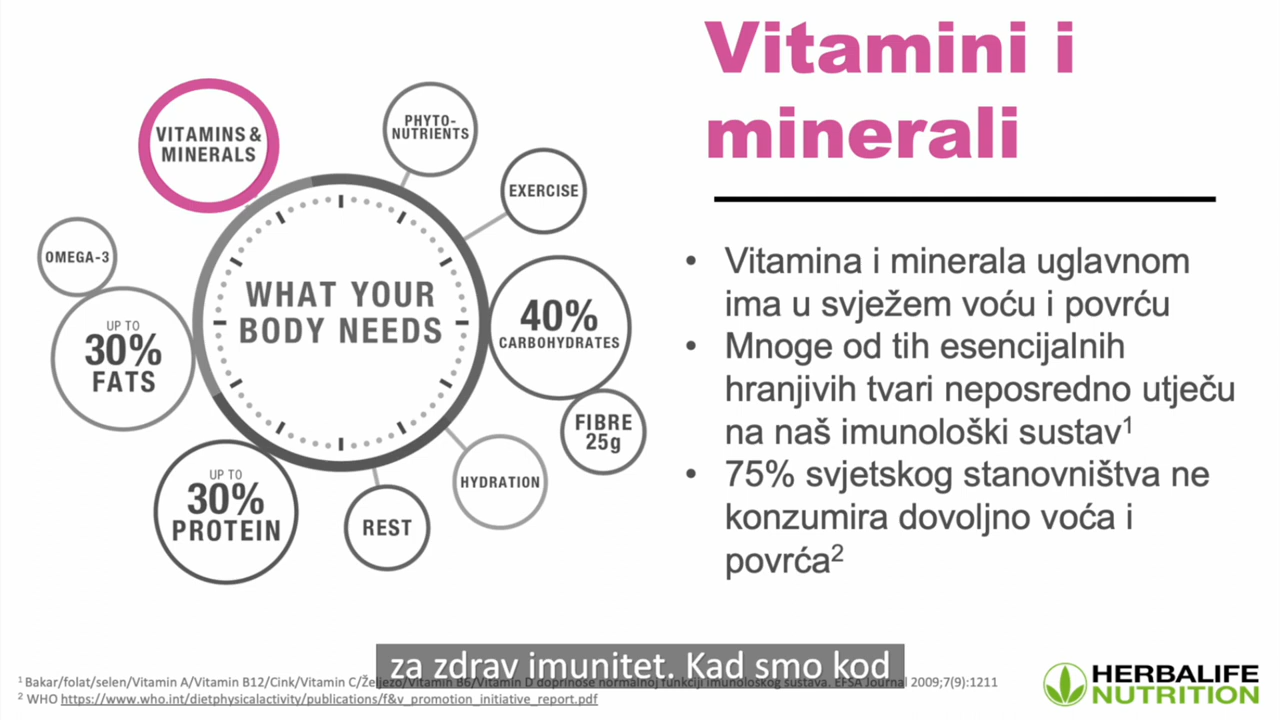 Vitamini i
minerali
VITAMINS &
MINERALS
PHYTO-
NUTRIENTS
EXERCISE
OMEGA-3
WHAT YOUR
BODY NEEDS
UP TO
30%
FATS
40%
CARBOHYDRATES
FIBRE
25g
HYDRATION
UP TO
30%
PROTEIN
REST
• Vitamina i minerala uglavnom
ima u svježem voću i povrću
• Mnoge od tih esencijalnih
hranjivih tvari neposredno utječu
na naš imunološki sustav¹
• 75% svjetskog stanovništva ne
konzumira dovoljno voća i
povrća²
za zdrav imunitet. Kad smo kod
¹ Bakar/folat/selen/Vitamin A/Vitamin B12/Cink/Vitamin C/Željezo/Vitamin B6/Vitamin D doprinose normalnoj funkciji imunološkog sustava. EFSA Journal 2009;7(9):1211
² WHO https://www.who.int/dietphysicalactivity/publications/f&v_promotion_initiative_report.pdf
HERBALIFE
NUTRITION